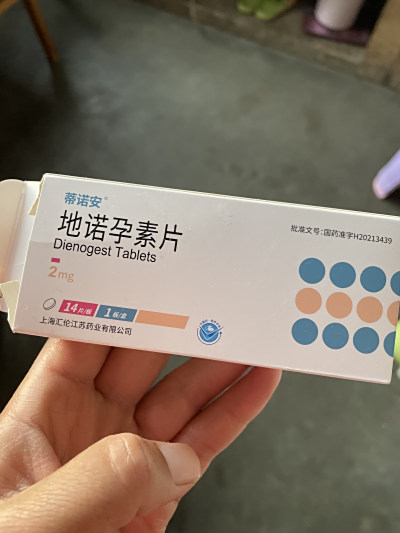 蒂诺安®
地诺孕素片
批准文号：国药准字H20213439
Dienogest Tablets
2mg
14片/板 1板/盒
上海汇伦江苏药业有限公司